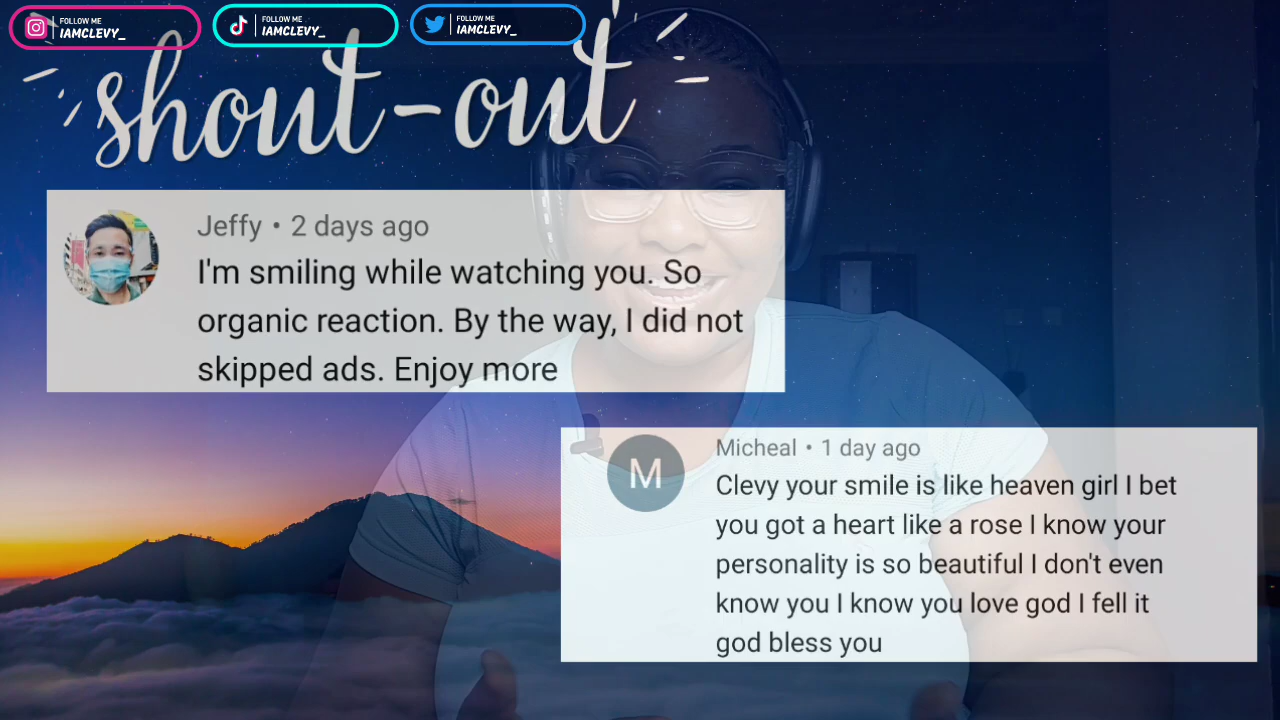 FOLLOW ME
IAMCLEVY_
FOLLOW ME
IAMCLEVY_
FOLLOW ME
IAMCLEVY_
shout-out
Jeffy • 2 days ago
I'm smiling while watching you. So
organic reaction. By the way, I did not
skipped ads. Enjoy more
M
Micheal • 1 day ago
Clevy your smile is like heaven girl I bet
you got a heart like a rose I know your
personality is so beautiful I don't even
know you I know you love god I fell it
god bless you